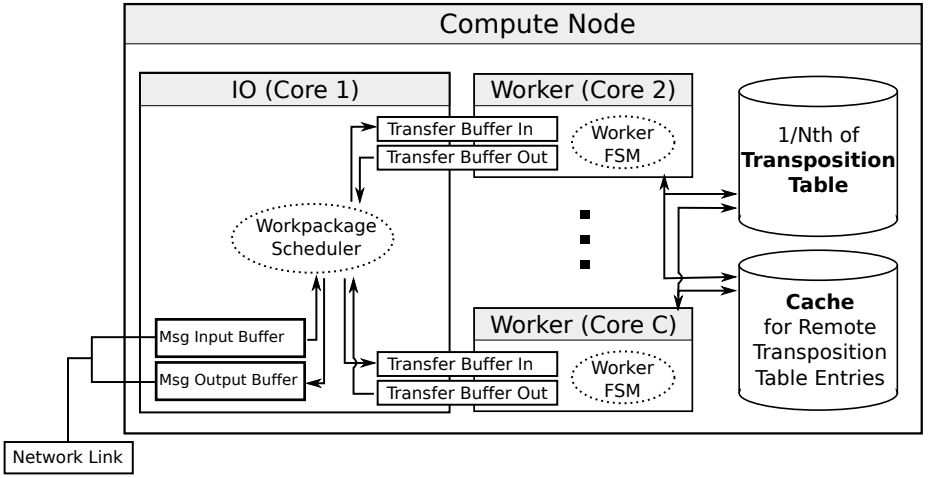 Compute Node
IO (Core 1)
Worker (Core 2)
Transfer Buffer In
Transfer Buffer Out
Worker
FSM
1/Nth of
Transposition
Table
Workpackage
Scheduler
Msg Input Buffer
Msg Output Buffer
Worker (Core C)
Transfer Buffer In
Transfer Buffer Out
Worker
FSM
Cache
for Remote
Transposition
Table Entries
Network Link